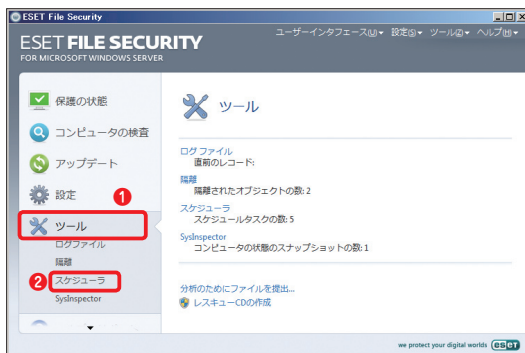 ESET File Security
ESET FILE SECURITY
FOR MICROSOFT WINDOWS SERVER
ユーザーインタフェース(U)▾ 設定(S)▾ ツール(Z)▾ ヘルプ(H)▾
保護の状態
コンピュータの検査
アップデート
設定
1
ツール
ログファイル
隔離
2
スケジューラ
SysInspector
ツール
ログ ファイル
直前のレコード:
隔離
隔離されたオブジェクトの数: 2
スケジューラ
スケジュールタスクの数: 5
SysInspector
コンピュータの状態のスナップショットの数: 1
分析のためにファイルを提出...
レスキューCDの作成
we protect your digital worlds eset